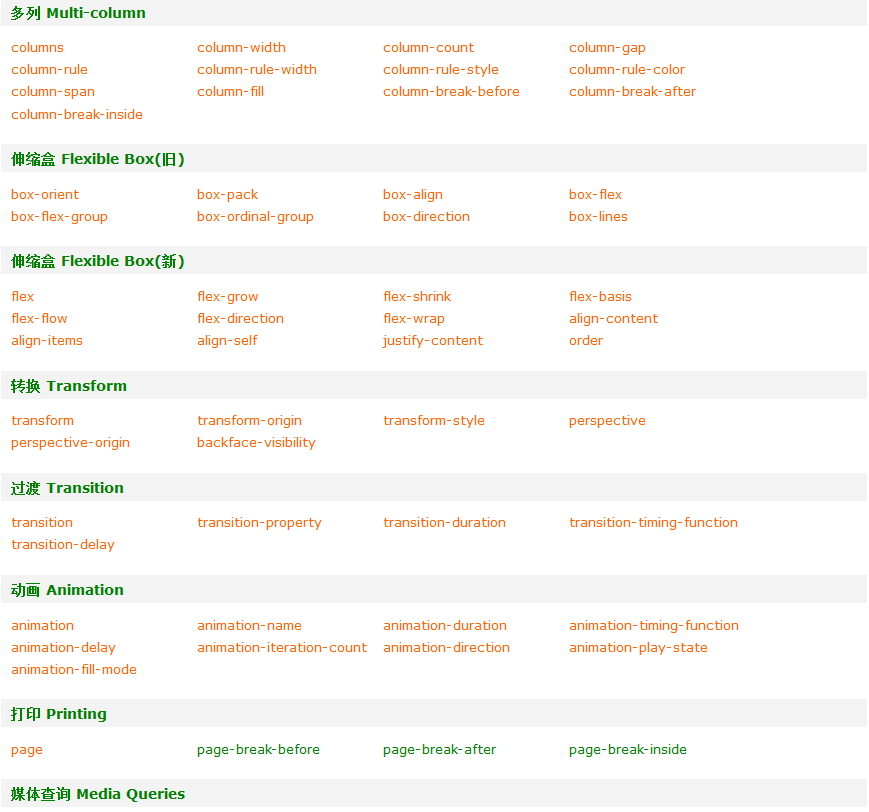 多列 Multi-column
columns column-width column-count column-gap
column-rule column-rule-width column-rule-style column-rule-color
column-span column-fill column-break-before column-break-after
column-break-inside
伸缩盒 Flexible Box(旧)
box-orient box-pack box-align box-flex
box-flex-group box-ordinal-group box-direction box-lines
伸缩盒 Flexible Box(新)
flex flex-grow flex-shrink flex-basis
flex-flow flex-direction flex-wrap align-content
align-items align-self justify-content order
转换 Transform
transform transform-origin transform-style perspective
perspective-origin backface-visibility
过渡 Transition
transition transition-property transition-duration transition-timing-function
transition-delay
动画 Animation
animation animation-name animation-duration animation-timing-function
animation-delay animation-iteration-count animation-direction animation-play-state
animation-fill-mode
打印 Printing
page page-break-before page-break-after page-break-inside
媒体查询 Media Queries